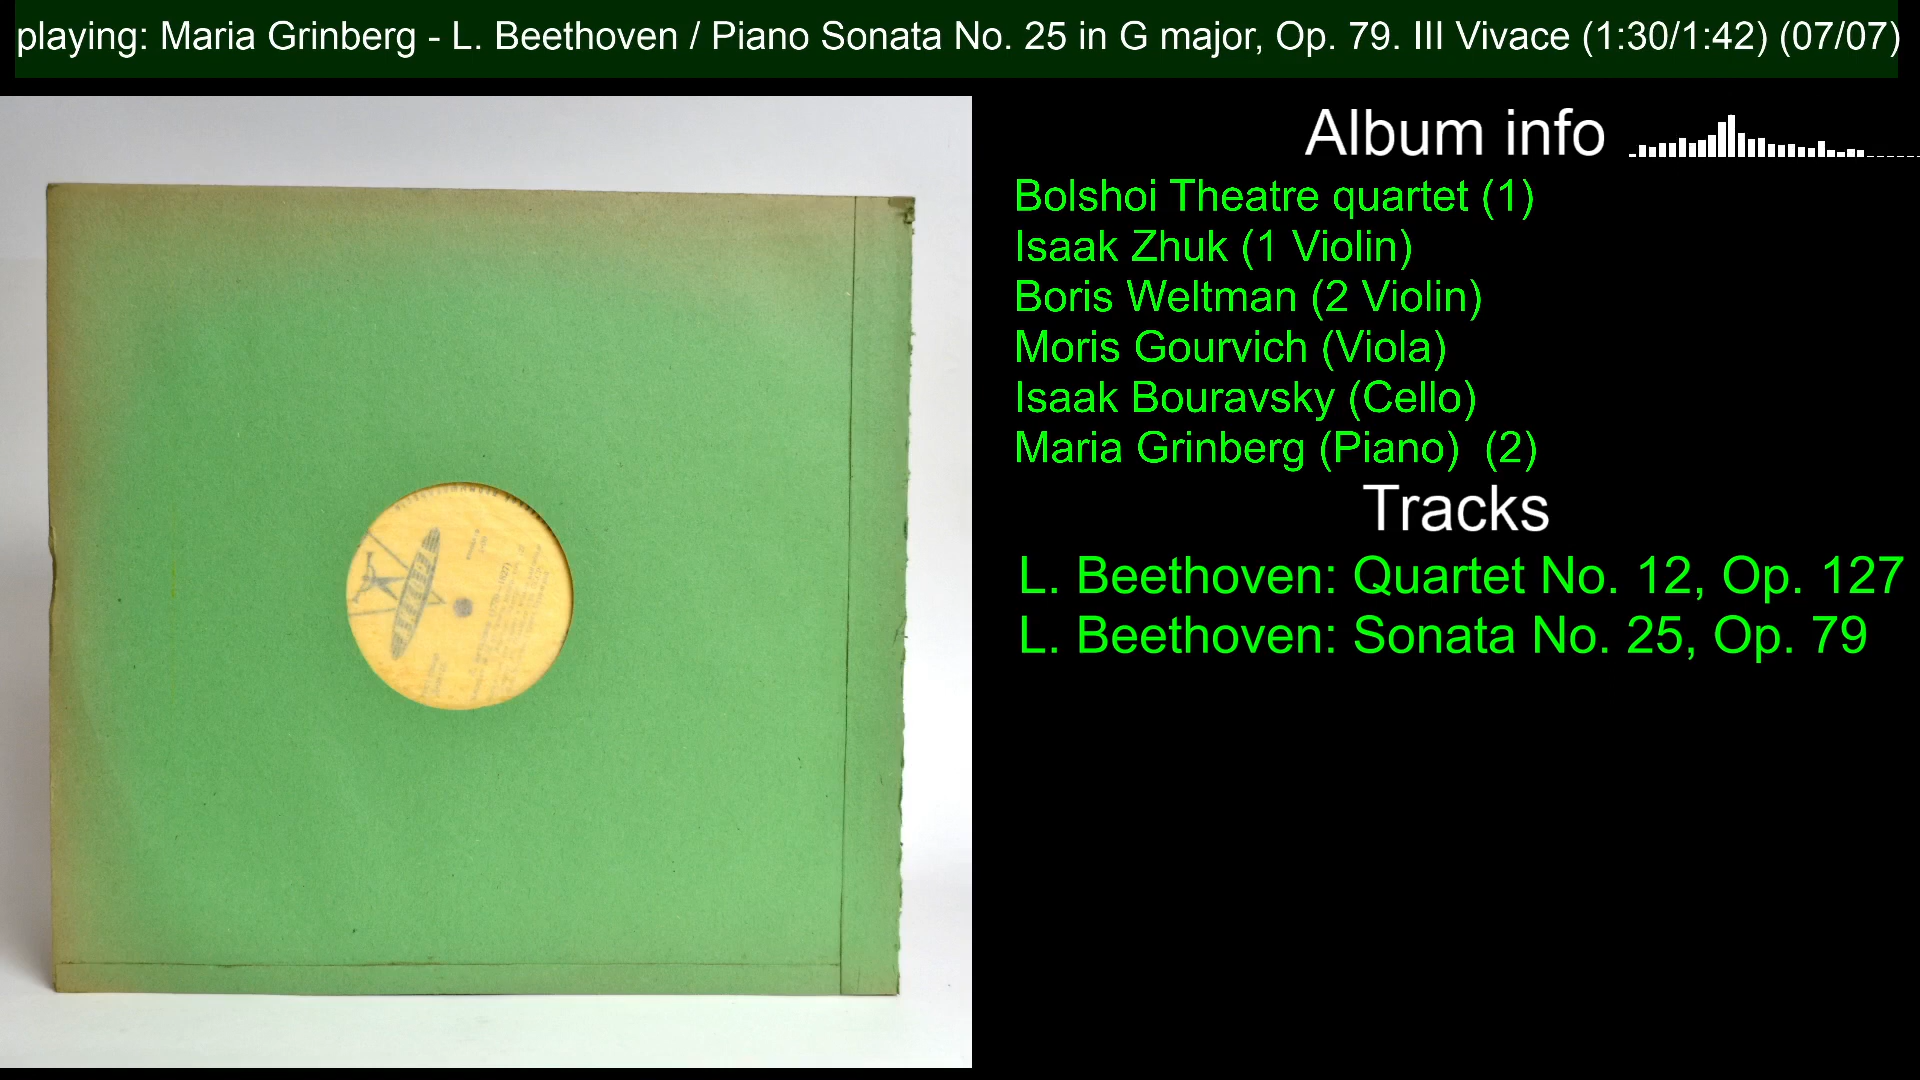 playing: Maria Grinberg - L. Beethoven / Piano Sonata No. 25 in G major, Op. 79. III Vivace (1:30/1:42) (07/07)
Album info
Bolshoi Theatre quartet (1)
Isaak Zhuk (1 Violin)
Boris Weltman (2 Violin)
Moris Gourvich (Viola)
Isaak Bouravsky (Cello)
Maria Grinberg (Piano)  (2)
Tracks
L. Beethoven: Quartet No. 12, Op. 127
L. Beethoven: Sonata No. 25, Op. 79